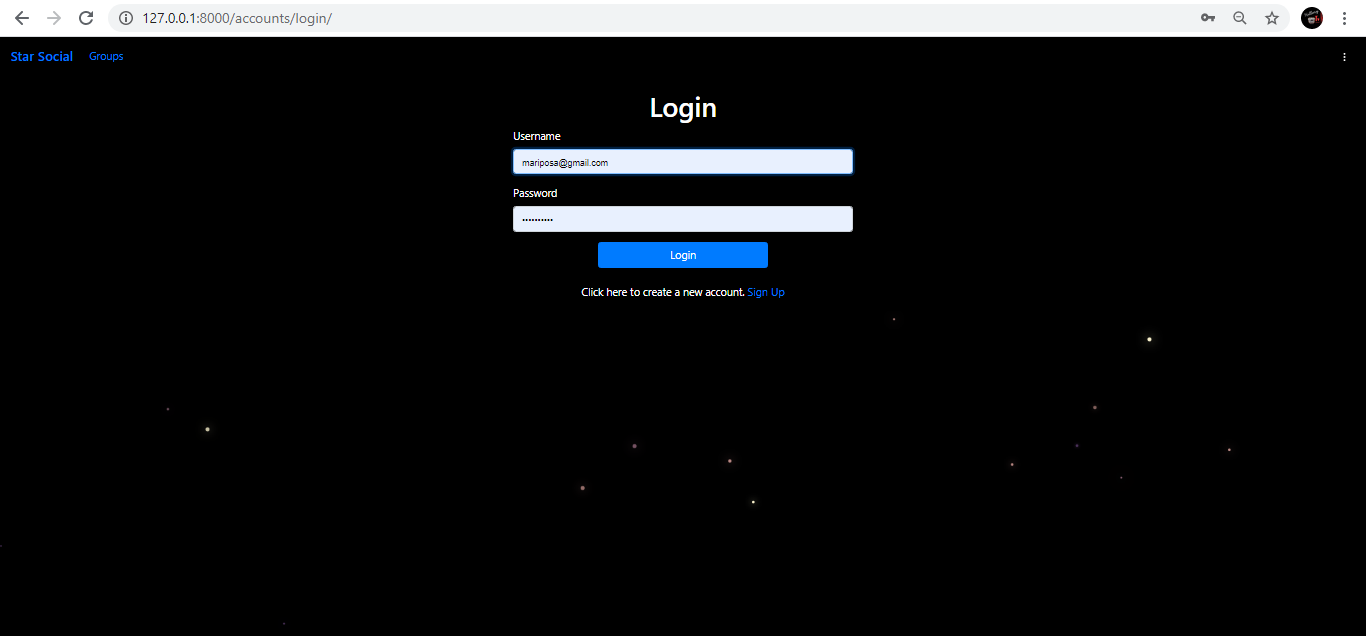 127.0.0.1:8000/accounts/login/
Star Social Groups
Login
Username
mariposa@gmail.com
Password
••••••••••
Login
Click here to create a new account. Sign Up